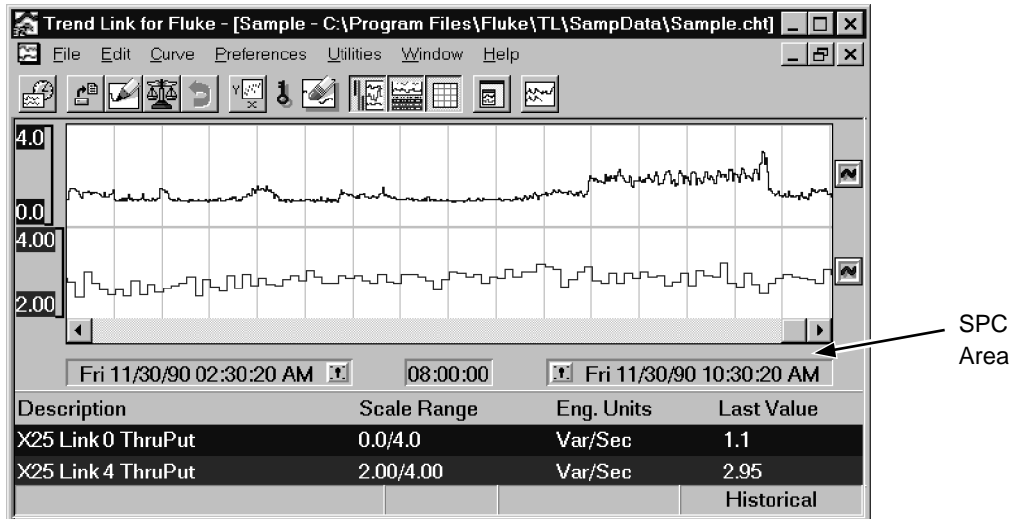 Trend Link for Fluke - [Sample - C:\Program Files\Fluke\TL\SampData\Sample.cht]
File Edit Curve Preferences Utilities Window Help
Y
X
4.0
0.0
4.00
2.00
SPC
Area
Fri 11/30/90 02:30:20 AM 08:00:00 Fri 11/30/90 10:30:20 AM
Description Scale Range Eng. Units Last Value
X25 Link 0 ThruPut 0.0/4.0 Var/Sec 1.1
X25 Link 4 ThruPut 2.00/4.00 Var/Sec 2.95
Historical